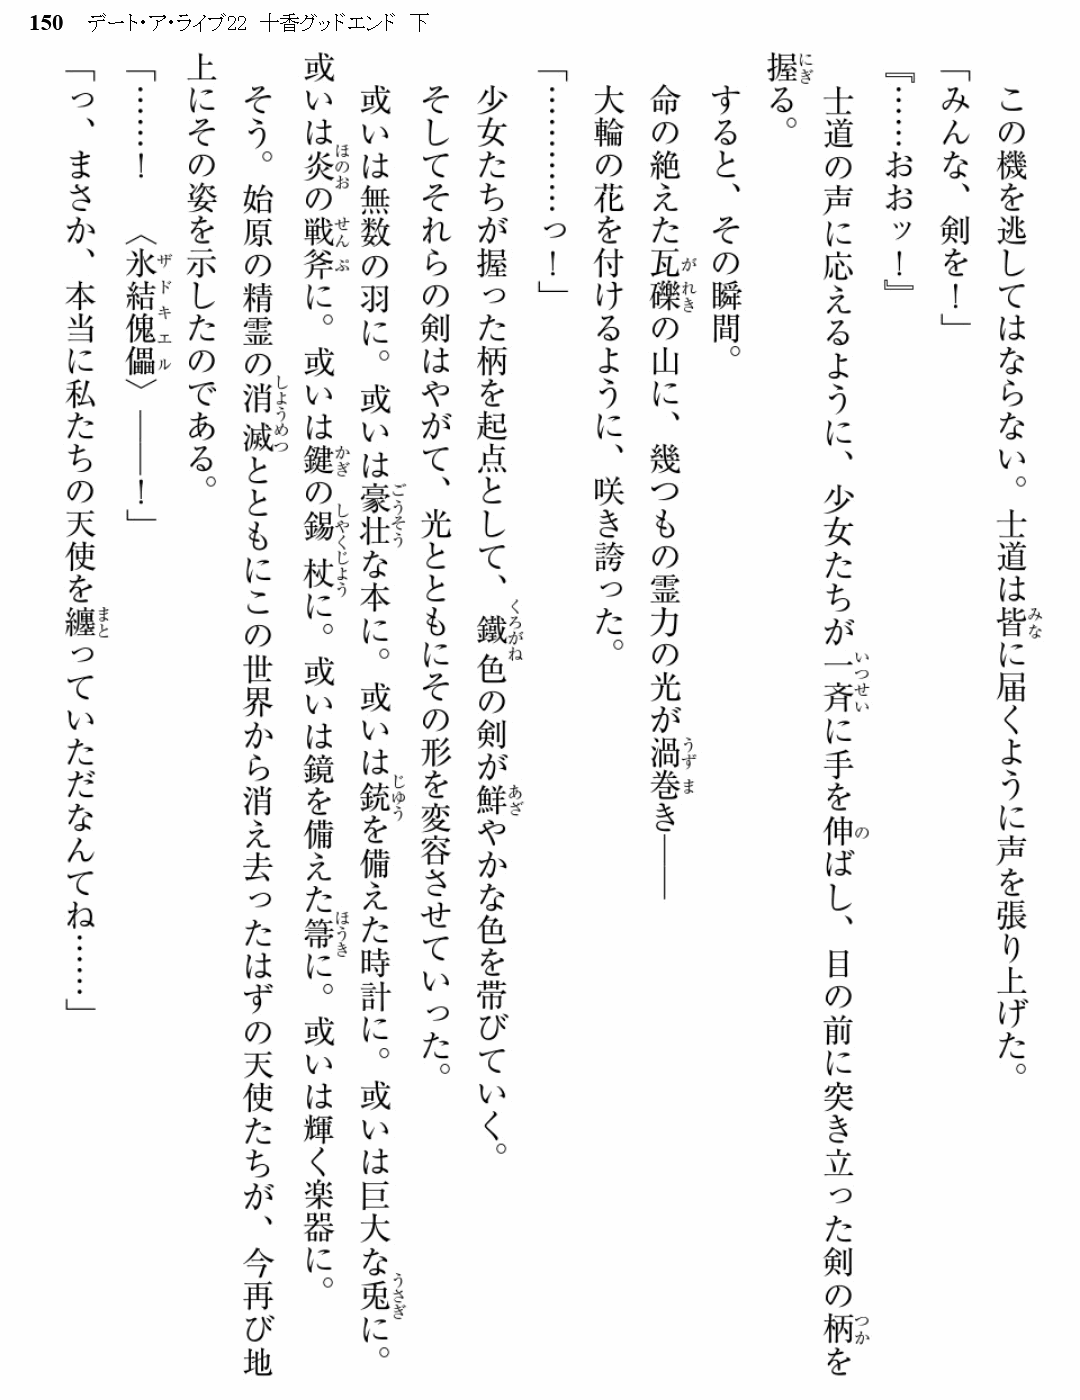 150 デート・ア・ライブ22 十香グッドエンド 下
この機を逃してはならない。士道は皆に届くように声を張り上げた。
「みんな、剣を！」
『……おおッ！』
士道の声に応えるように、少女たちが一斉に手を伸ばし、目の前に突き立った剣の柄を
握る。
すると、その瞬間。
命の絶えた瓦礫の山に、幾つもの霊力の光が渦巻き――
大輪の花を付けるように、咲き誇った。
「…………っ！」
少女たちが握った柄を起点として、鐵色の剣が鮮やかな色を帯びていく。
そしてそれらの剣はやがて、光とともにその形を変容させていった。
或いは無数の羽に。或いは豪壮な本に。或いは銃を備えた時計に。或いは巨大な兎に。
或いは炎の戦斧に。或いは鍵の錫杖に。或いは鏡を備えた箒に。或いは輝く楽器に。
そう。始原の精霊の消滅とともにこの世界から消え去ったはずの天使たちが、今再び地
上にその姿を示したのである。
「……！ 〈氷結傀儡〉――！」
「っ、まさか、本当に私たちの天使を纏っていただなんてね……」